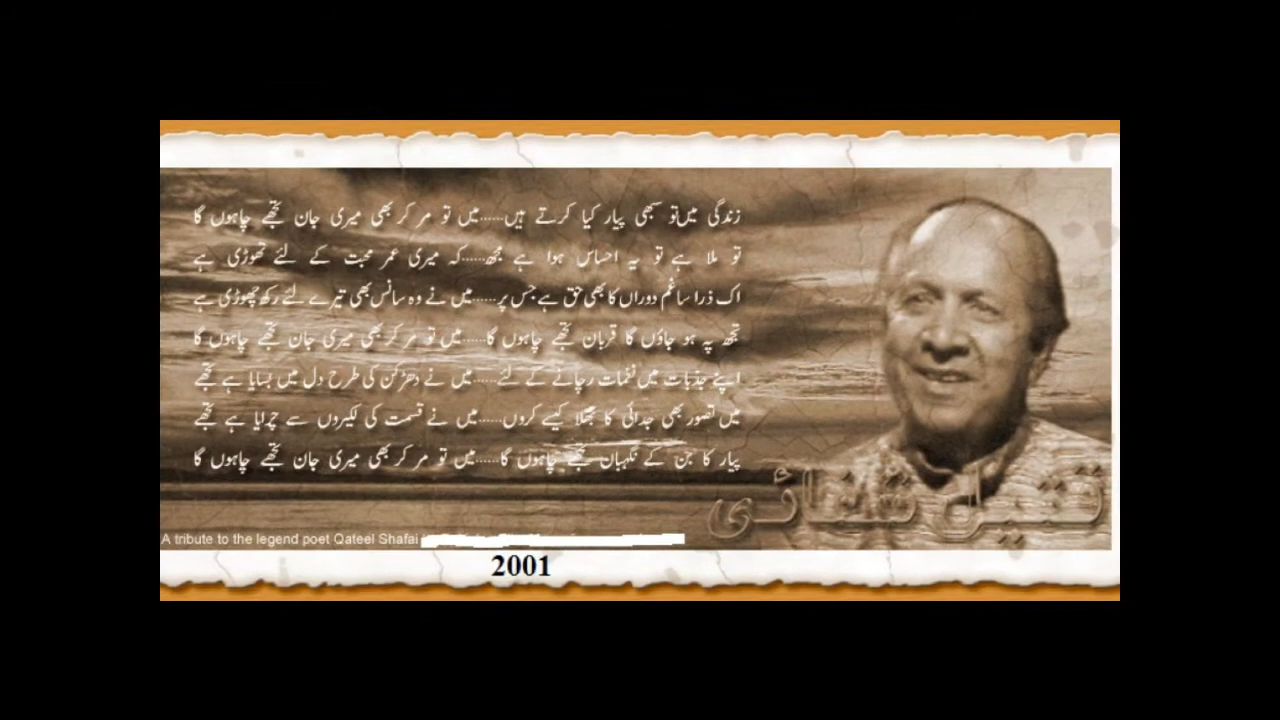 زندگی میں تو سبھی پیار کیا کرتے ہیں......میں تو مر کر بھی میری جان تجھے چاہوں گا
تو ملا ہے تو یہ احساس ہوا ہے مجھ......کہ میری عمر محبت کے لئے تھوڑی ہے
اک ذرا سا غم دوراں کا بھی حق ہے جس پر......میں نے وہ سانس بھی تیرے لئے رکھ چھوڑی ہے
تجھ پہ ہو جاؤں گا قربان تجھے چاہوں گا......میں تو مر کر بھی میری جان تجھے چاہوں گا
اپنے جذبات میں نغمات رچانے کے لئے......میں نے دھڑکن کی طرح دل میں بسایا ہے تجھے
میں تصور بھی جدائی کا بھلا کیسے کروں......میں نے قسمت کی لکیروں سے چرایا ہے تجھے
پیار کا بن کے نگہبان تجھے چاہوں گا......میں تو مر کر بھی میری جان تجھے چاہوں گا
قتیل شفائی
A tribute to the legend poet Qateel Shafai
2001